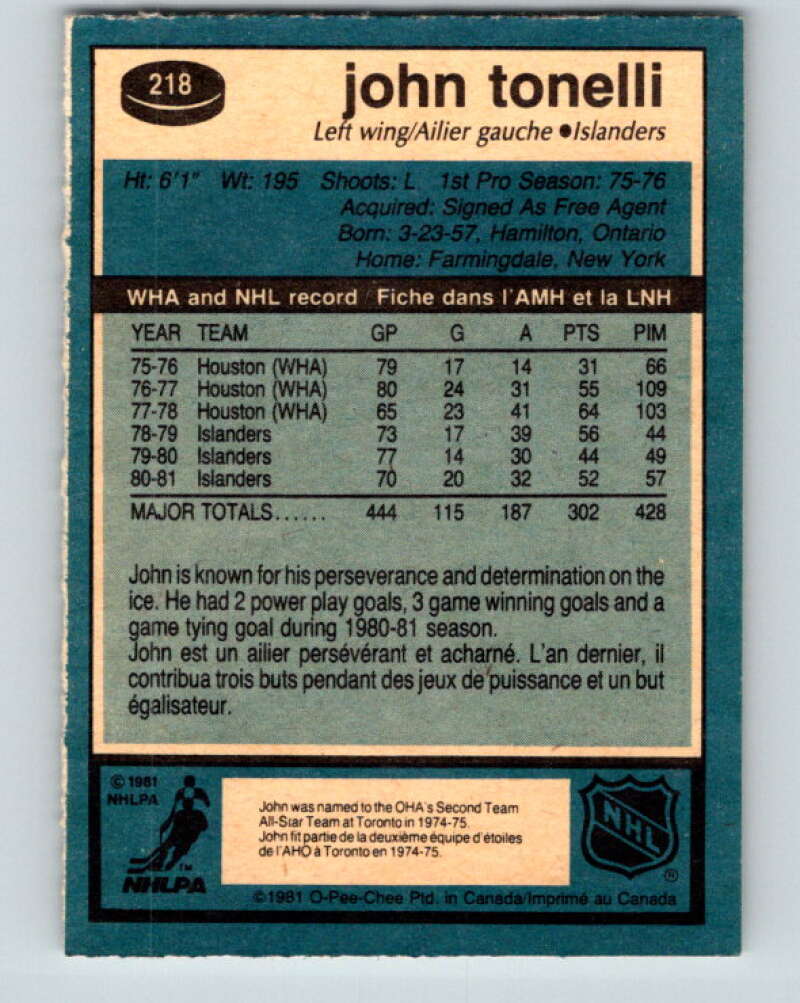 218
john tonelli
Left wing/Ailier gauche ●Islanders
Ht: 6'1" Wt: 195 Shoots: L 1st Pro Season: 75-76
Acquired: Signed As Free Agent
Born: 3-23-57, Hamilton, Ontario
Home: Farmingdale, New York
WHA and NHL record / Fiche dans l'AMH et la LNH
YEAR TEAM GP G A PTS PIM
75-76 Houston (WHA) 79 17 14 31 66
76-77 Houston (WHA) 80 24 31 55 109
77-78 Houston (WHA) 65 23 41 64 103
78-79 Islanders 73 17 39 56 44
79-80 Islanders 77 14 30 44 49
80-81 Islanders 70 20 32 52 57
MAJOR TOTALS...... 444 115 187 302 428
John is known for his perseverance and determination on the
ice. He had 2 power play goals, 3 game winning goals and a
game tying goal during 1980-81 season.
John est un ailier persévérant et acharné. L'an dernier, il
contribua trois buts pendant des jeux de puissance et un but
égalisateur.
© 1981
NHLPA
TM
NHLPA
John was named to the OHA's Second Team
All-Star Team at Toronto in 1974-75.
John fit partie de la deuxième équipe d'étoiles
de l'AHO à Toronto en 1974-75.
NHL
®
©1981 O-Pee-Chee Ptd. in Canada/Imprimé au Canada